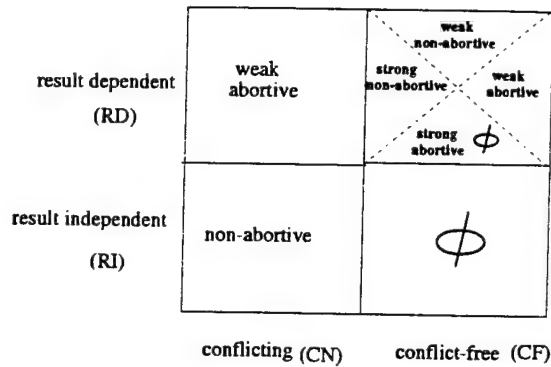 weak
non-abortive
result dependent
(RD)
weak
abortive
strong
non-abortive
weak
abortive
strong
abortive
ϕ
result independent
(RI)
non-abortive
ϕ
conflicting (CN)
conflict-free (CF)